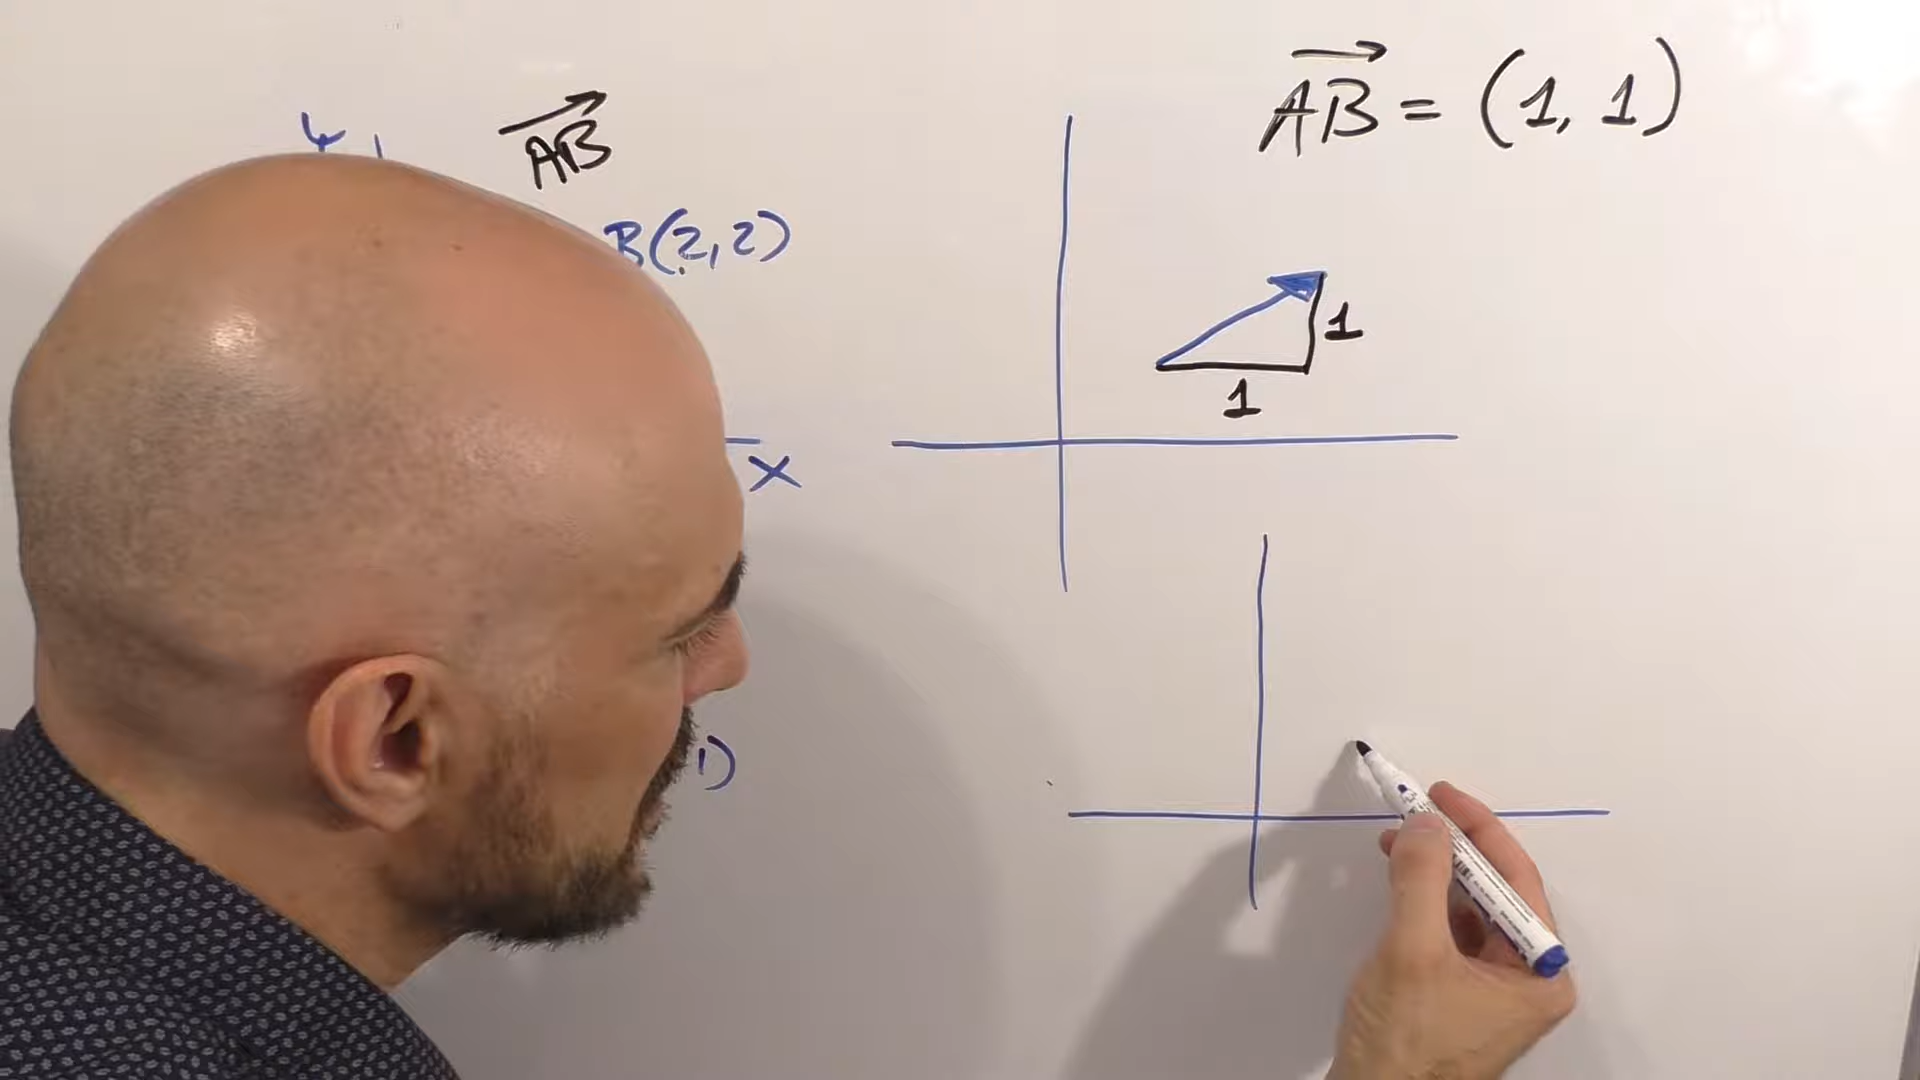 AB
B(2,2)
x
1)
AB = (1, 1)
1
1